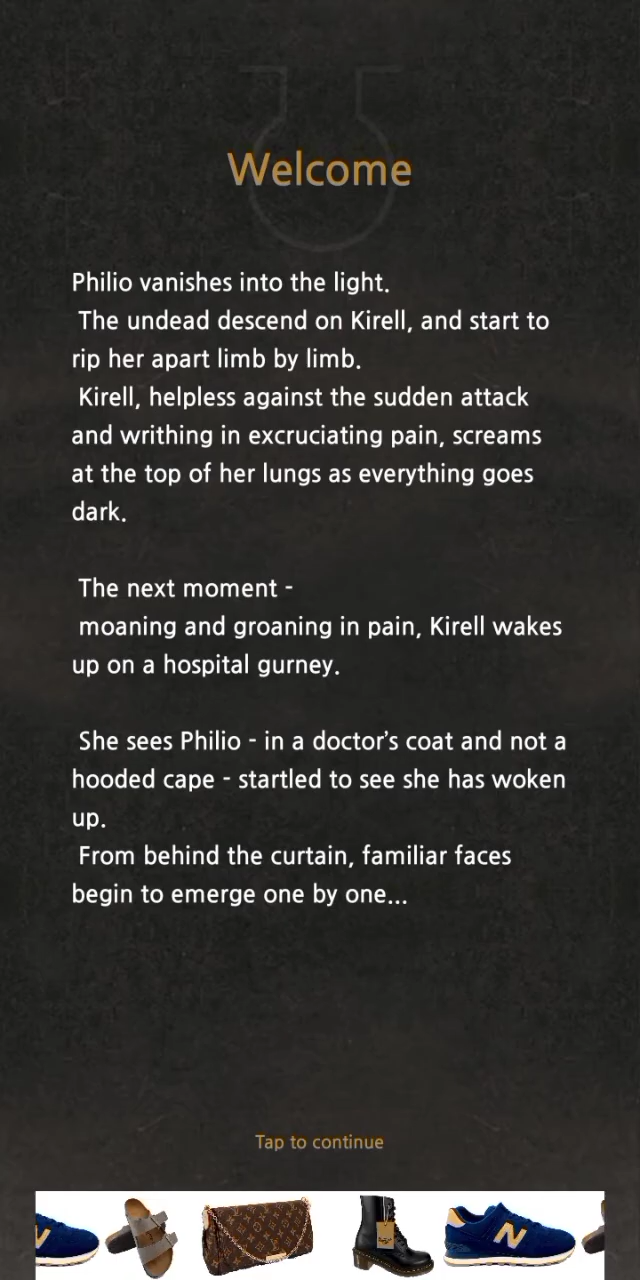 Welcome
Philio vanishes into the light.
The undead descend on Kirell, and start to
rip her apart limb by limb.
Kirell, helpless against the sudden attack
and writhing in excruciating pain, screams
at the top of her lungs as everything goes
dark.
The next moment -
moaning and groaning in pain, Kirell wakes
up on a hospital gurney.
She sees Philio - in a doctor's coat and not a
hooded cape - startled to see she has woken
up.
From behind the curtain, familiar faces
begin to emerge one by one...
Tap to continue
N